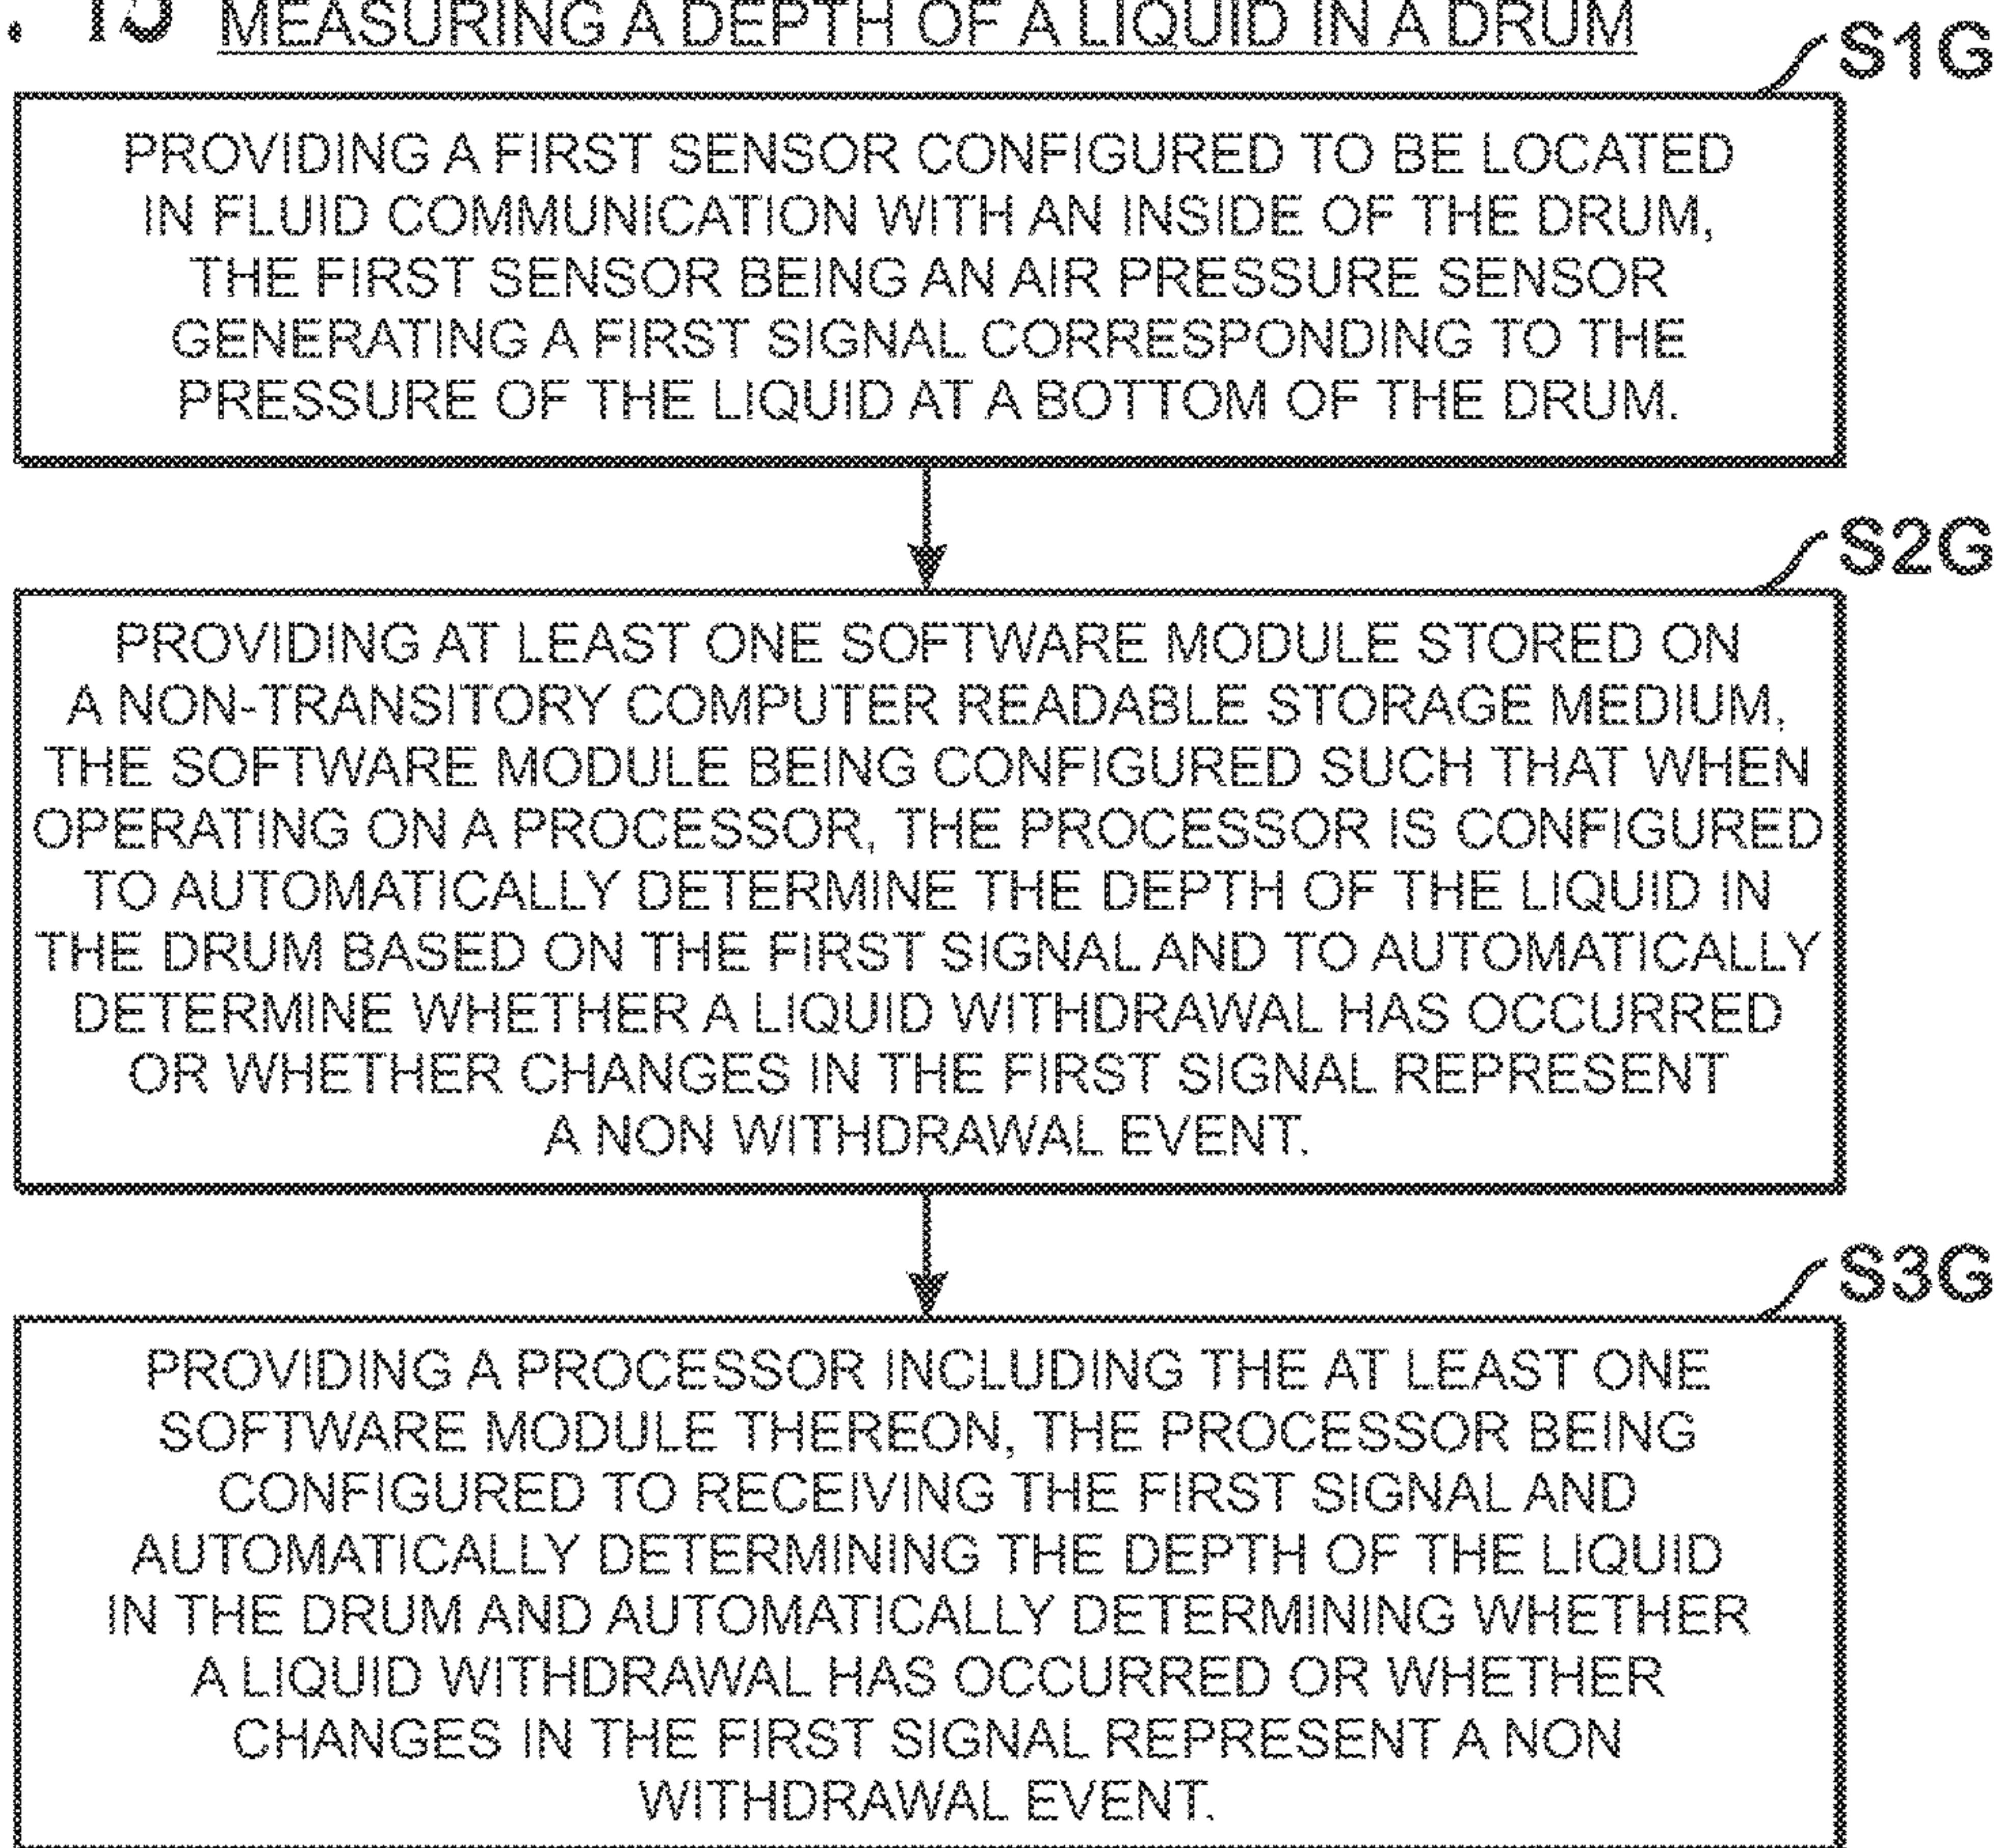 . 15 MEASURING A DEPTH OF A LIQUID IN A DRUM
S1G
PROVIDING A FIRST SENSOR CONFIGURED TO BE LOCATED
IN FLUID COMMUNICATION WITH AN INSIDE OF THE DRUM,
THE FIRST SENSOR BEING AN AIR PRESSURE SENSOR
GENERATING A FIRST SIGNAL CORRESPONDING TO THE
PRESSURE OF THE LIQUID AT A BOTTOM OF THE DRUM.
S2G
PROVIDING AT LEAST ONE SOFTWARE MODULE STORED ON
A NON-TRANSITORY COMPUTER READABLE STORAGE MEDIUM,
THE SOFTWARE MODULE BEING CONFIGURED SUCH THAT WHEN
OPERATING ON A PROCESSOR, THE PROCESSOR IS CONFIGURED
TO AUTOMATICALLY DETERMINE THE DEPTH OF THE LIQUID IN
THE DRUM BASED ON THE FIRST SIGNAL AND TO AUTOMATICALLY
DETERMINE WHETHER A LIQUID WITHDRAWAL HAS OCCURRED
OR WHETHER CHANGES IN THE FIRST SIGNAL REPRESENT
A NON WITHDRAWAL EVENT.
S3G
PROVIDING A PROCESSOR INCLUDING THE AT LEAST ONE
SOFTWARE MODULE THEREON, THE PROCESSOR BEING
CONFIGURED TO RECEIVING THE FIRST SIGNAL AND
AUTOMATICALLY DETERMINING THE DEPTH OF THE LIQUID
IN THE DRUM AND AUTOMATICALLY DETERMINING WHETHER
A LIQUID WITHDRAWAL HAS OCCURRED OR WHETHER
CHANGES IN THE FIRST SIGNAL REPRESENT A NON
WITHDRAWAL EVENT.